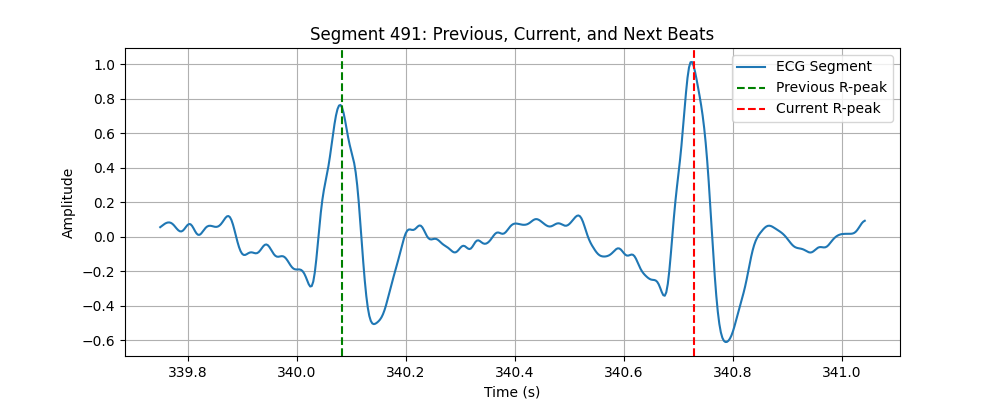 Segment 491: Previous, Current, and Next Beats
ECG Segment
Previous R-peak
Current R-peak
Amplitude
1.0
0.8
0.6
0.4
0.2
0.0
−0.2
−0.4
−0.6
339.8 340.0 340.2 340.4 340.6 340.8 341.0
Time (s)